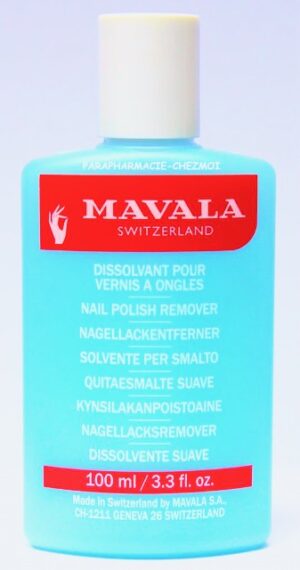 PARAPHARMACIE-CHEZMOI
MAVALA
SWITZERLAND
DISSOLVANT POUR
VERNIS A ONGLES
NAIL POLISH REMOVER
NAGELLACKENTFERNER
SOLVENTE PER SMALTO
QUITAESMALTE SUAVE
KYNSILAKANPOISTOAINE
NAGELLACKSREMOVER
DISSOLVENTE SUAVE
100 ml / 3.3 fl. oz.
Made in Switzerland by MAVALA S.A.,
CH-1211 GENEVA 26 SWITZERLAND